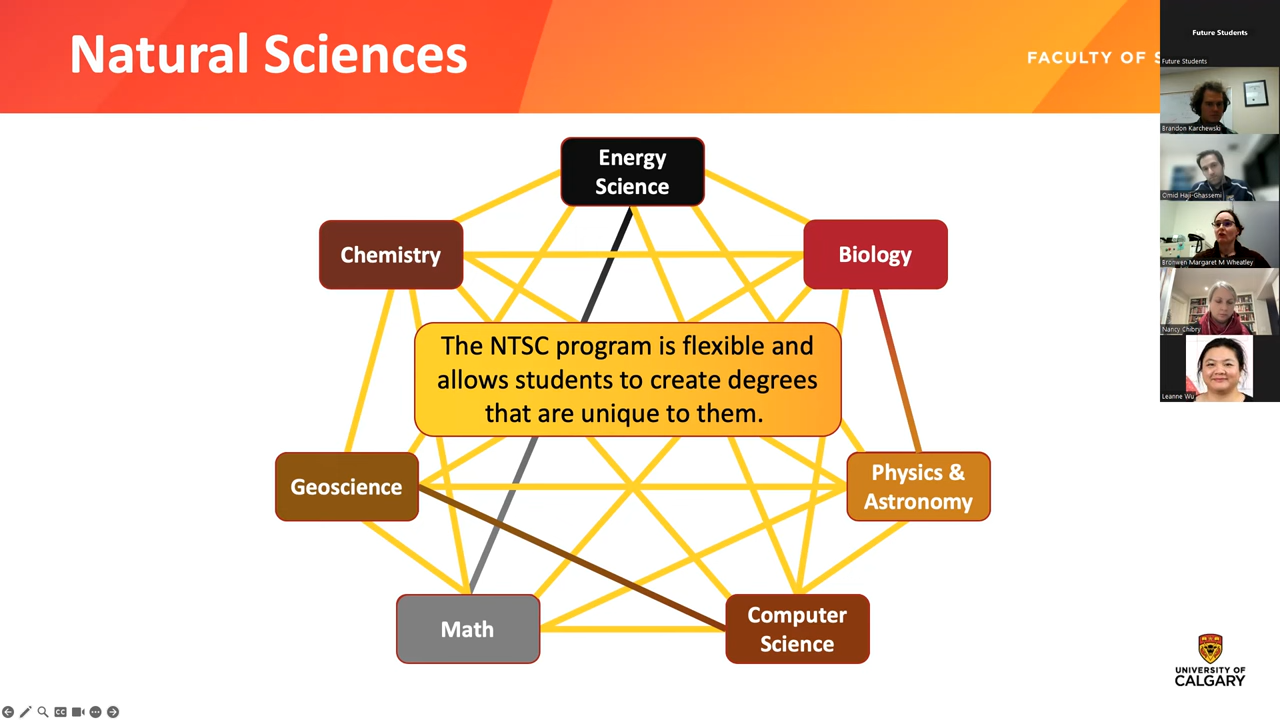 Natural Sciences
FACULTY OF S
Future Students
Future Students
Brandon Karchewski
Omid Haji-Ghassemi
Bronwen Margaret M Wheatley
Nancy Chibry
Leanne Wu
Energy
Science
Chemistry
Biology
The NTSC program is flexible and
allows students to create degrees
that are unique to them.
Geoscience
Physics &
Astronomy
Math
Computer
Science
UNIVERSITY OF
CALGARY
CC